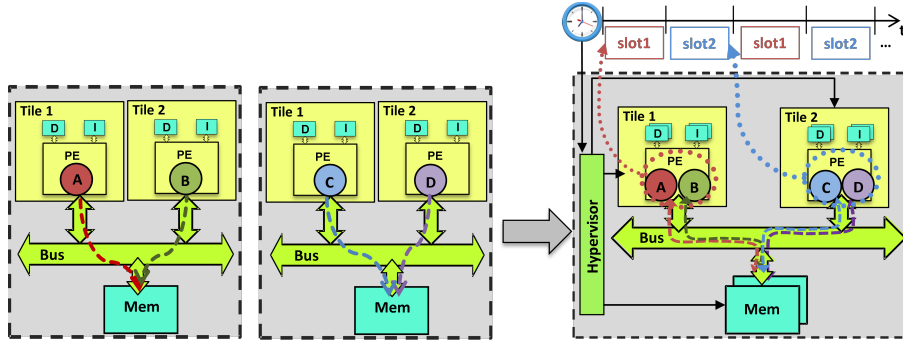 slot1 slot2 slot1 slot2 ... t
Tile 1 Tile 2
D I D I
PE PE
A B
Bus
Mem
Tile 1 Tile 2
D I D I
PE PE
C D
Bus
Mem
Hypervisor
Tile 1 Tile 2
D I D I
PE PE
A B C D
Bus
Mem